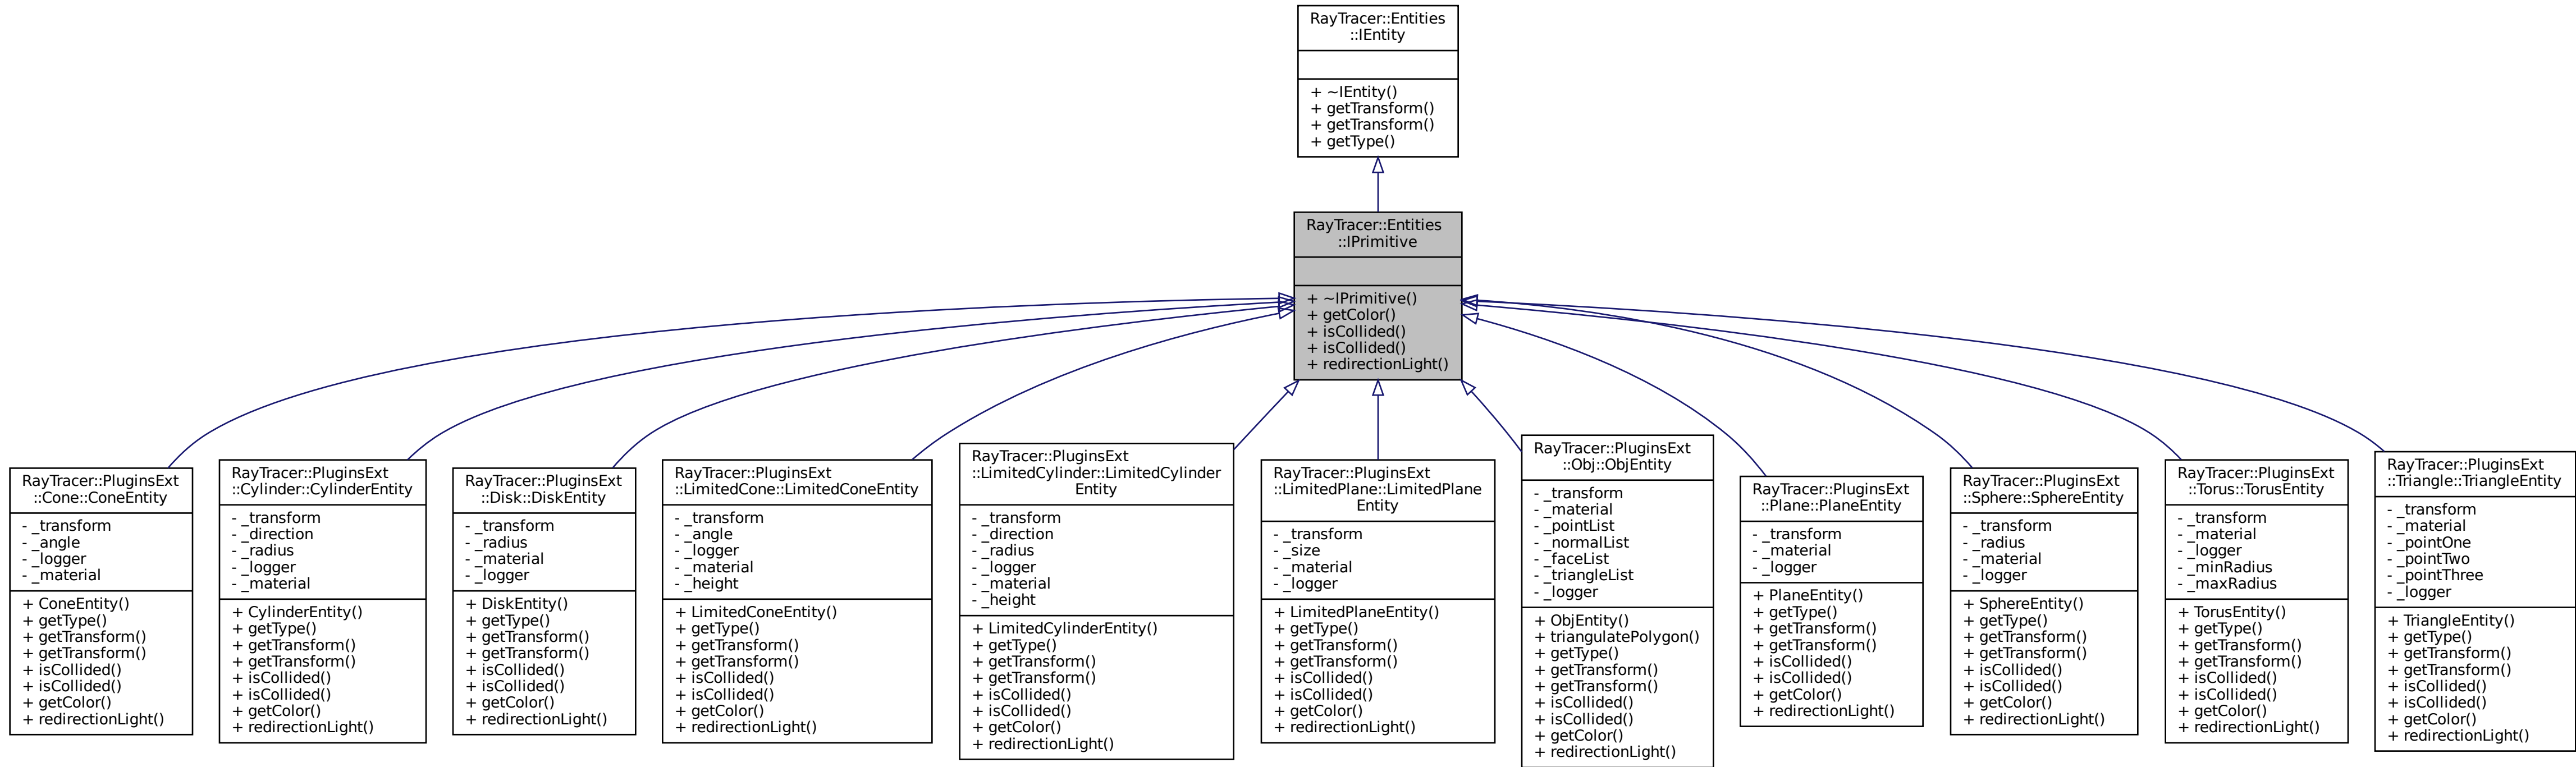 RayTracer::Entities
::IEntity
+ ~IEntity()
+ getTransform()
+ getTransform()
+ getType()
RayTracer::Entities
::IPrimitive
+ ~IPrimitive()
+ getColor()
+ isCollided()
+ isCollided()
+ redirectionLight()
RayTracer::PluginsExt
::Cone::ConeEntity
- _transform
- _angle
- _logger
- _material
+ ConeEntity()
+ getType()
+ getTransform()
+ getTransform()
+ isCollided()
+ isCollided()
+ getColor()
+ redirectionLight()
RayTracer::PluginsExt
::Cylinder::CylinderEntity
- _transform
- _direction
- _radius
- _logger
- _material
+ CylinderEntity()
+ getType()
+ getTransform()
+ getTransform()
+ isCollided()
+ isCollided()
+ getColor()
+ redirectionLight()
RayTracer::PluginsExt
::Disk::DiskEntity
- _transform
- _radius
- _material
- _logger
+ DiskEntity()
+ getType()
+ getTransform()
+ getTransform()
+ isCollided()
+ isCollided()
+ getColor()
+ redirectionLight()
RayTracer::PluginsExt
::LimitedCone::LimitedConeEntity
- _transform
- _angle
- _logger
- _material
- _height
+ LimitedConeEntity()
+ getType()
+ getTransform()
+ getTransform()
+ isCollided()
+ isCollided()
+ getColor()
+ redirectionLight()
RayTracer::PluginsExt
::LimitedCylinder::LimitedCylinder
Entity
- _transform
- _direction
- _radius
- _logger
- _material
- _height
+ LimitedCylinderEntity()
+ getType()
+ getTransform()
+ getTransform()
+ isCollided()
+ isCollided()
+ getColor()
+ redirectionLight()
RayTracer::PluginsExt
::LimitedPlane::LimitedPlane
Entity
- _transform
- _size
- _material
- _logger
+ LimitedPlaneEntity()
+ getType()
+ getTransform()
+ getTransform()
+ isCollided()
+ isCollided()
+ getColor()
+ redirectionLight()
RayTracer::PluginsExt
::Obj::ObjEntity
- _transform
- _material
- _pointList
- _normalList
- _faceList
- _triangleList
- _logger
+ ObjEntity()
+ triangulatePolygon()
+ getType()
+ getTransform()
+ getTransform()
+ isCollided()
+ isCollided()
+ getColor()
+ redirectionLight()
RayTracer::PluginsExt
::Plane::PlaneEntity
- _transform
- _material
- _logger
+ PlaneEntity()
+ getType()
+ getTransform()
+ getTransform()
+ isCollided()
+ isCollided()
+ getColor()
+ redirectionLight()
RayTracer::PluginsExt
::Sphere::SphereEntity
- _transform
- _radius
- _material
- _logger
+ SphereEntity()
+ getType()
+ getTransform()
+ getTransform()
+ isCollided()
+ isCollided()
+ getColor()
+ redirectionLight()
RayTracer::PluginsExt
::Torus::TorusEntity
- _transform
- _material
- _logger
- _minRadius
- _maxRadius
+ TorusEntity()
+ getType()
+ getTransform()
+ getTransform()
+ isCollided()
+ isCollided()
+ getColor()
+ redirectionLight()
RayTracer::PluginsExt
::Triangle::TriangleEntity
- _transform
- _material
- _pointOne
- _pointTwo
- _pointThree
- _logger
+ TriangleEntity()
+ getType()
+ getTransform()
+ getTransform()
+ isCollided()
+ isCollided()
+ getColor()
+ redirectionLight()